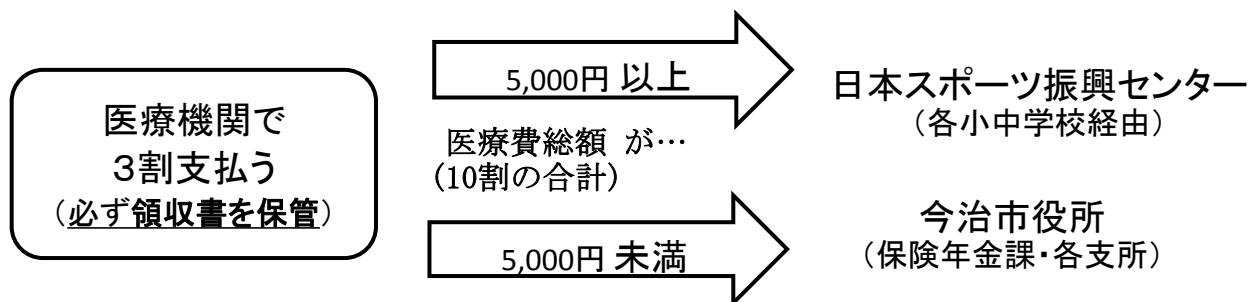 医療機関で
３割支払う
（必ず領収書を保管）
5,000円 以上
医療費総額 が…
(10割の合計)
5,000円 未満
日本スポーツ振興センター
（各小中学校経由）
今治市役所
（保険年金課・各支所）